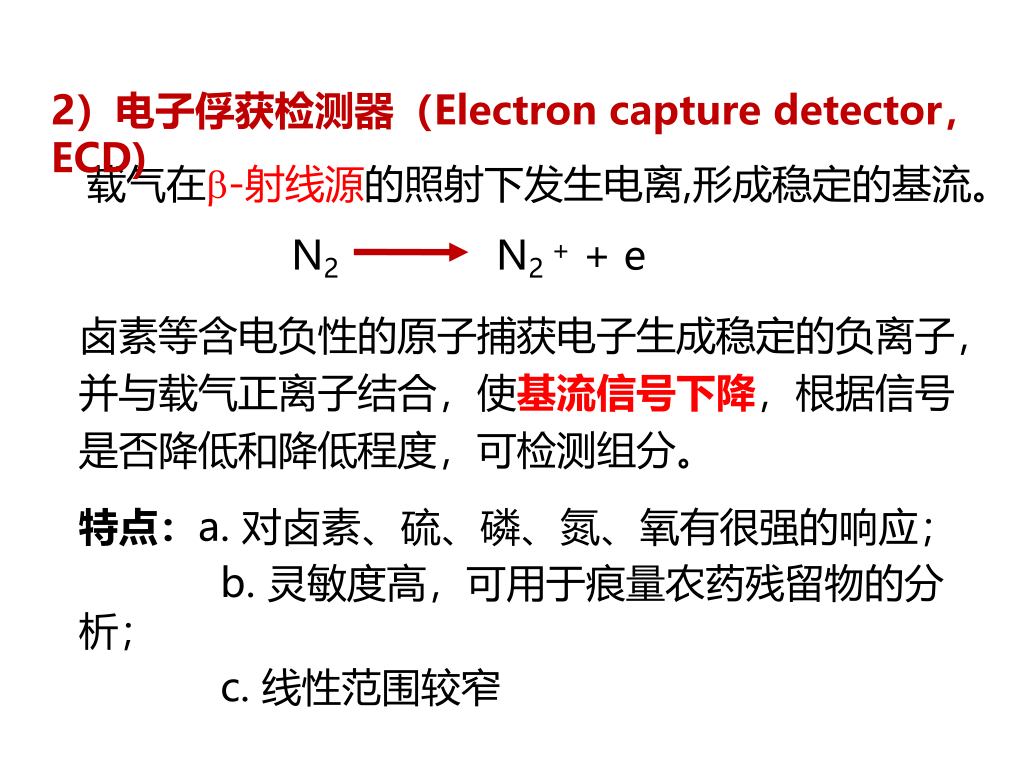 2）电子俘获检测器（Electron capture detector，
ECD)
载气在β-射线源的照射下发生电离,形成稳定的基流。
N₂ → N₂ ⁺ + e
卤素等含电负性的原子捕获电子生成稳定的负离子，
并与载气正离子结合，使基流信号下降，根据信号
是否降低和降低程度，可检测组分。
特点：a. 对卤素、硫、磷、氮、氧有很强的响应；
b. 灵敏度高，可用于痕量农药残留物的分
析；
c. 线性范围较窄